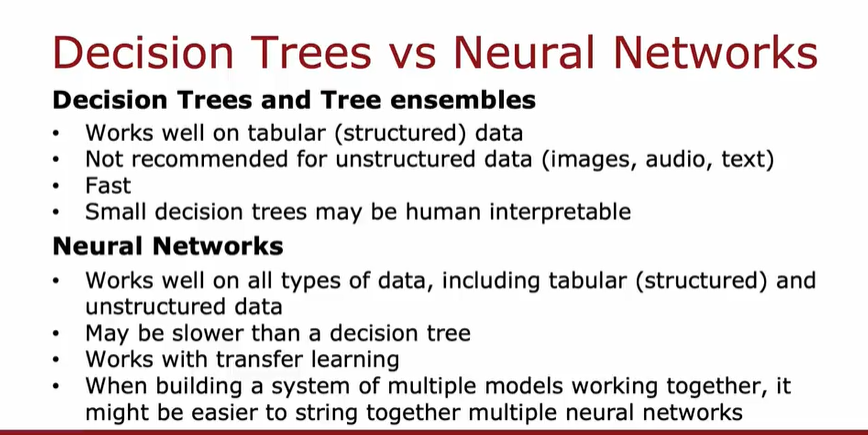 Decision Trees vs Neural Networks
Decision Trees and Tree ensembles
• Works well on tabular (structured) data
• Not recommended for unstructured data (images, audio, text)
• Fast
• Small decision trees may be human interpretable
Neural Networks
• Works well on all types of data, including tabular (structured) and
unstructured data
• May be slower than a decision tree
• Works with transfer learning
• When building a system of multiple models working together, it
might be easier to string together multiple neural networks